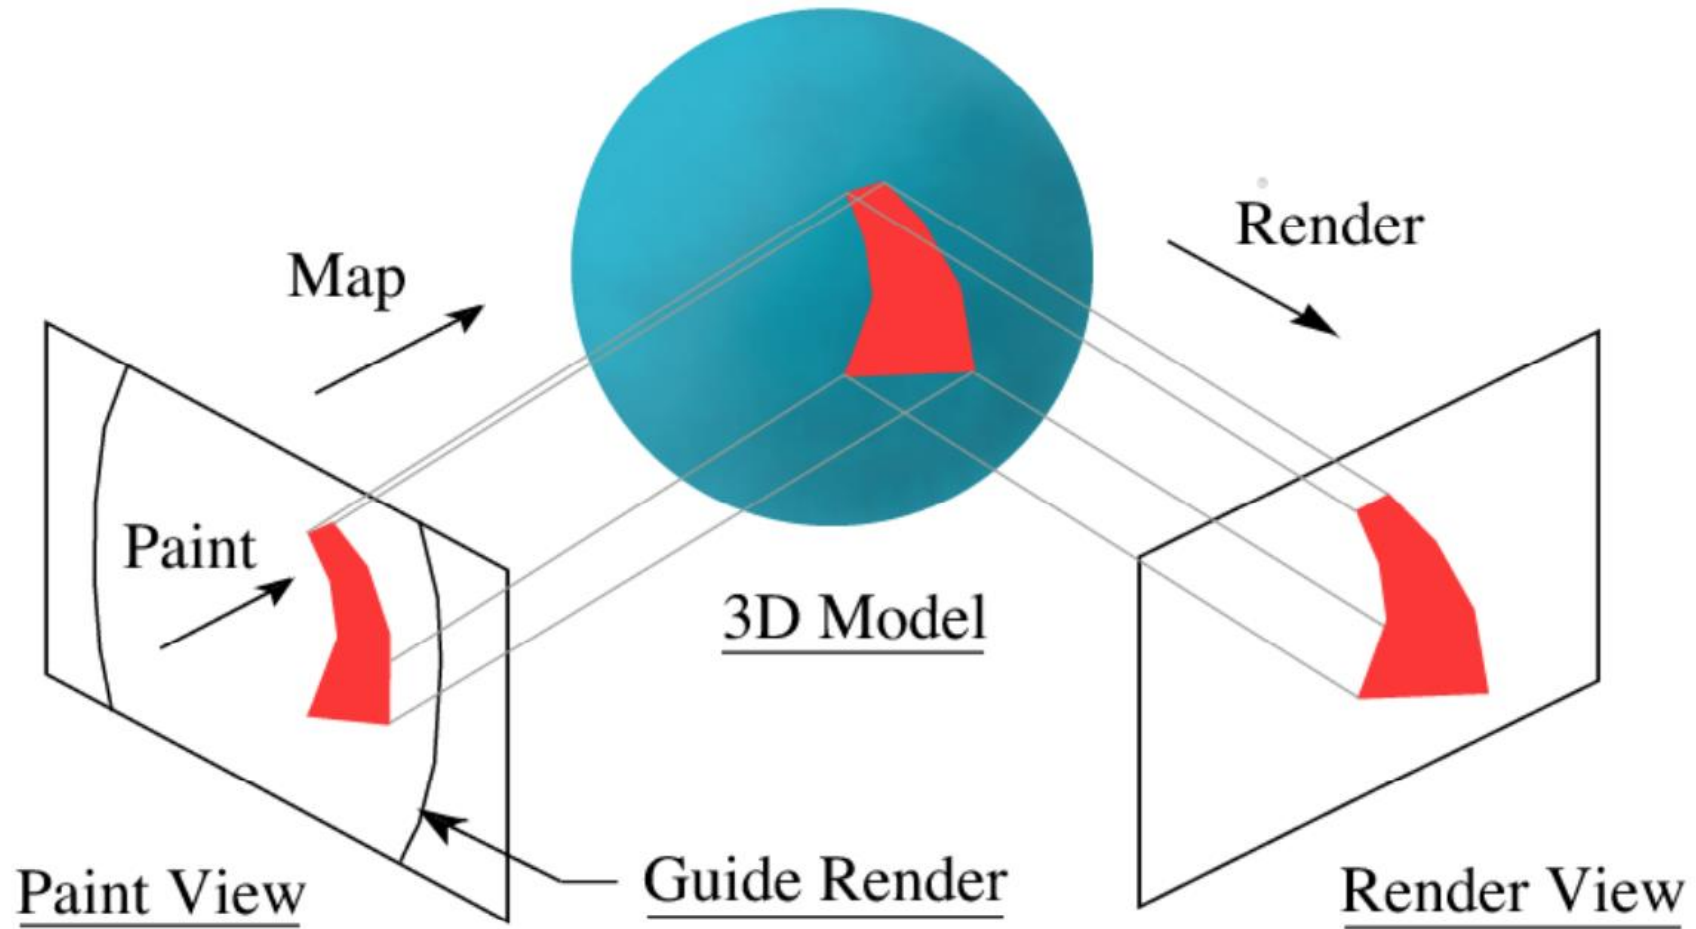 Map
Render
Paint
3D Model
Paint View
Guide Render
Render View